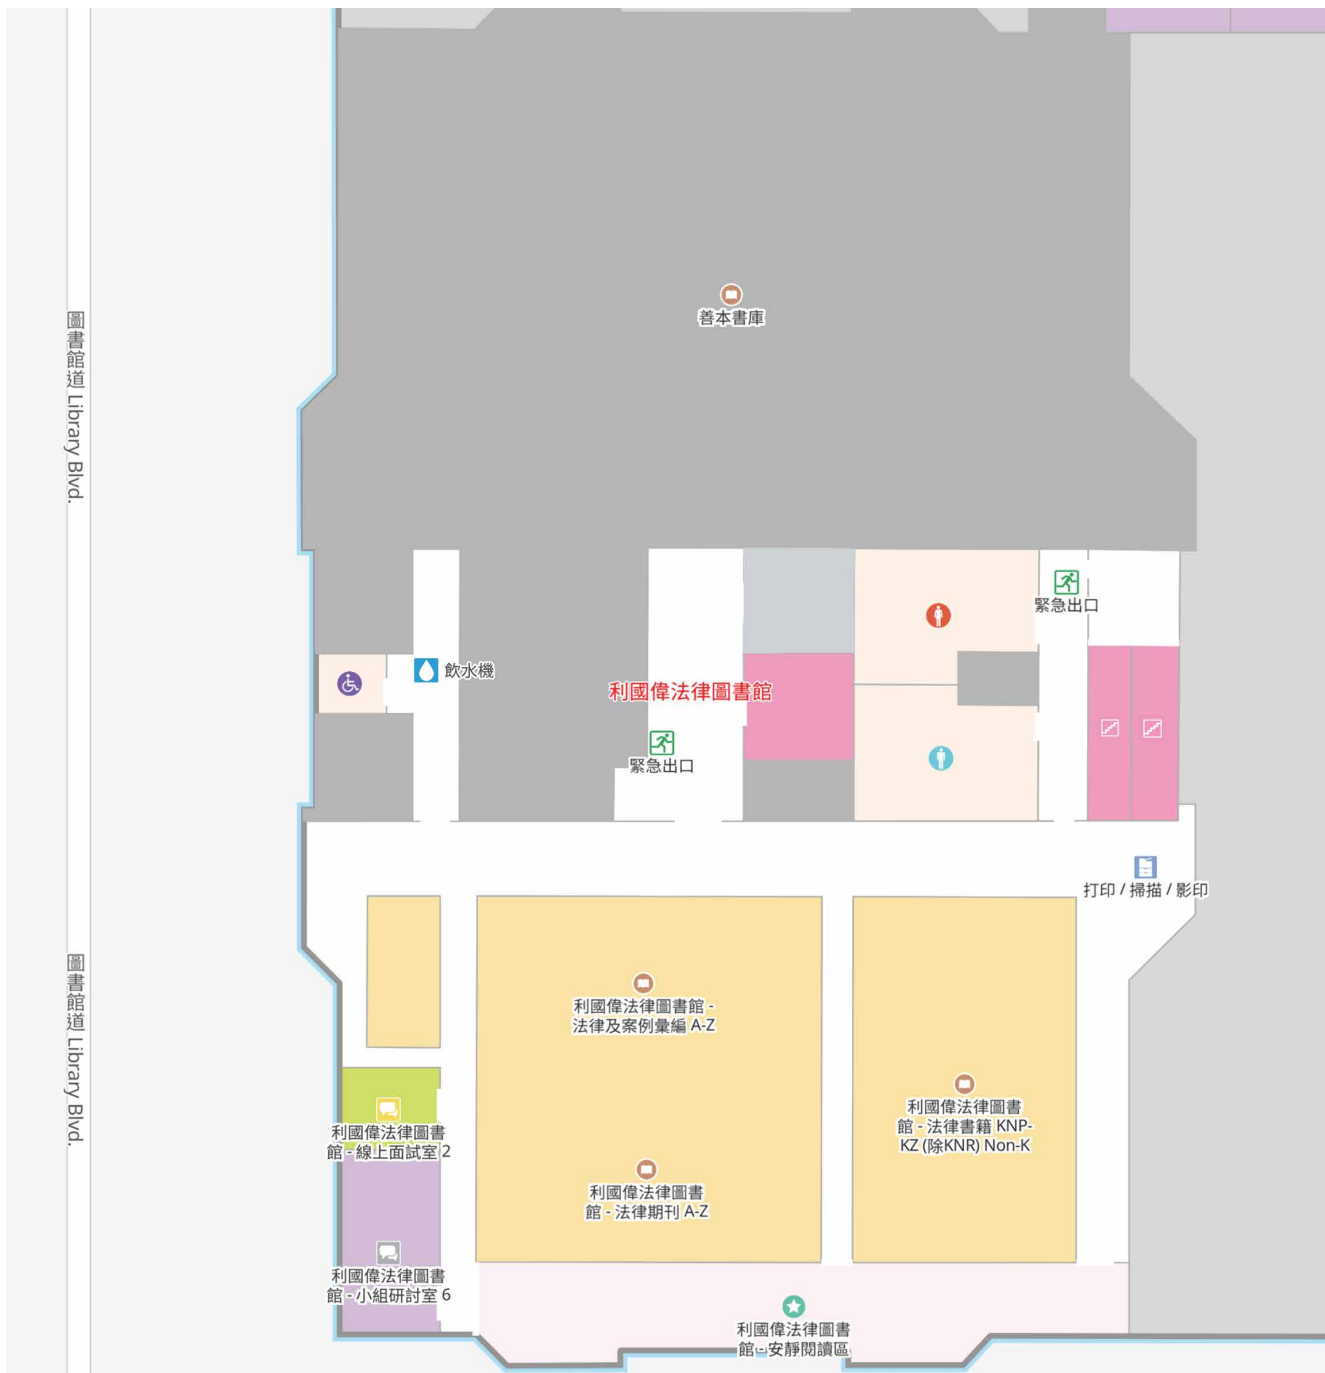 善本書庫
圖書館道 Library Blvd.
緊急出口
飲水機
利國偉法律圖書館
緊急出口
打印 / 掃描 / 影印
圖書館道 Library Blvd.
利國偉法律圖書館 -
法律及案例彙編 A-Z
利國偉法律圖書
館 - 法律書籍 KNP-
KZ (除KNR) Non-K
利國偉法律圖書
館 - 線上面試室 2
利國偉法律圖書
館 - 法律期刊 A-Z
利國偉法律圖書
館 - 小組研討室 6
利國偉法律圖書
館 - 安靜閱讀區